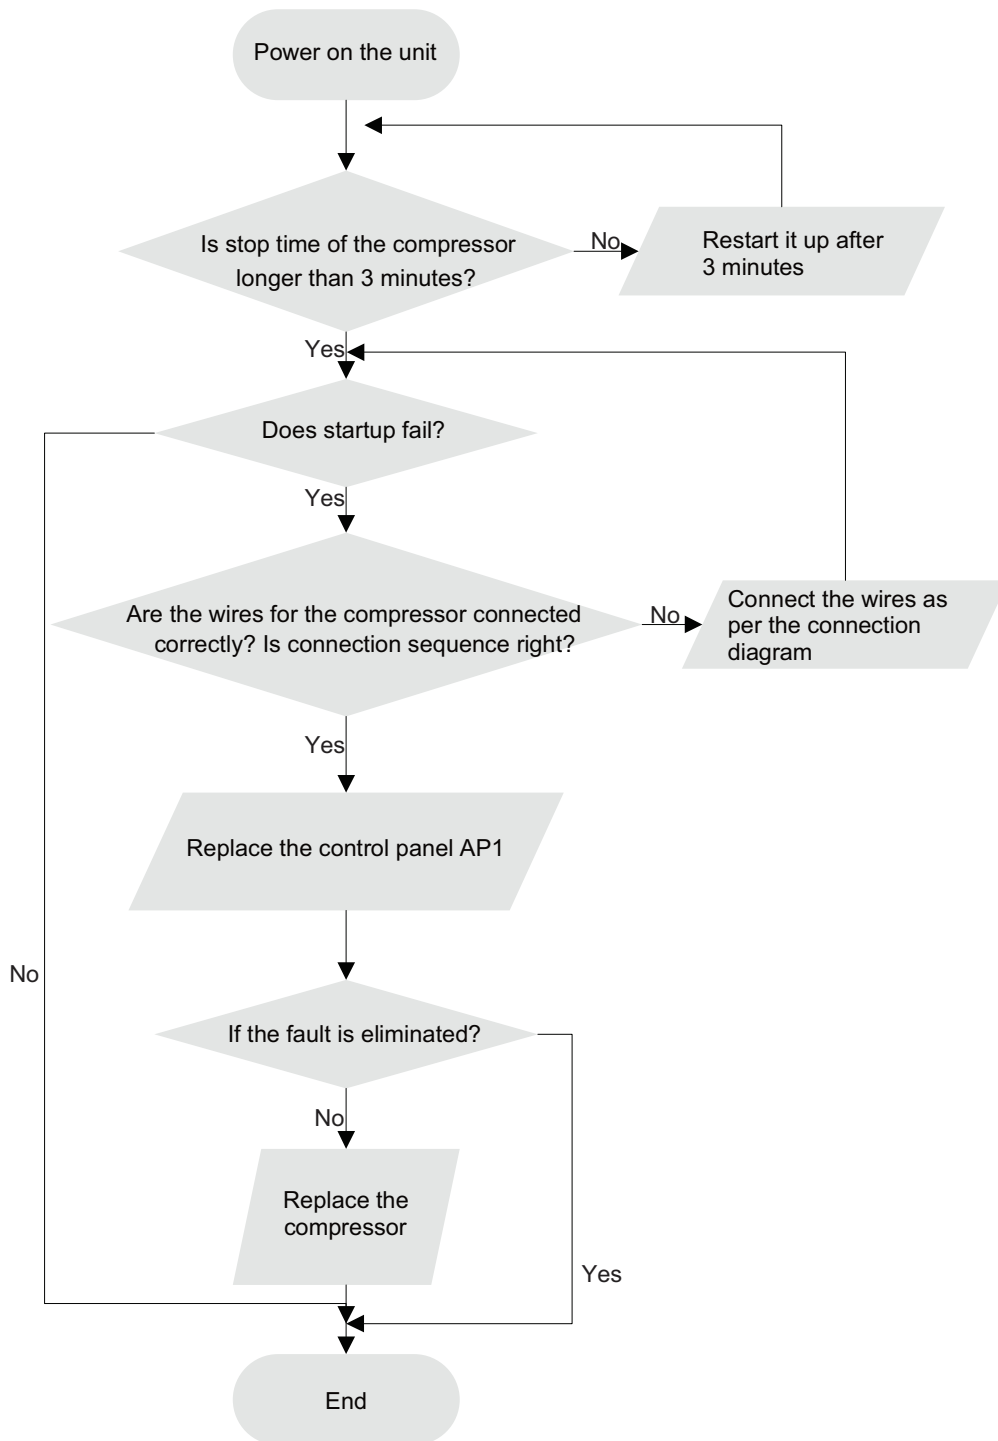 Power on the unit
Is stop time of the compressor
longer than 3 minutes?
No
Restart it up after
3 minutes
Yes
Does startup fail?
Yes
Are the wires for the compressor connected
correctly? Is connection sequence right?
No
Connect the wires as
per the connection
diagram
Yes
Replace the control panel AP1
No
If the fault is eliminated?
No
Replace the
compressor
Yes
End